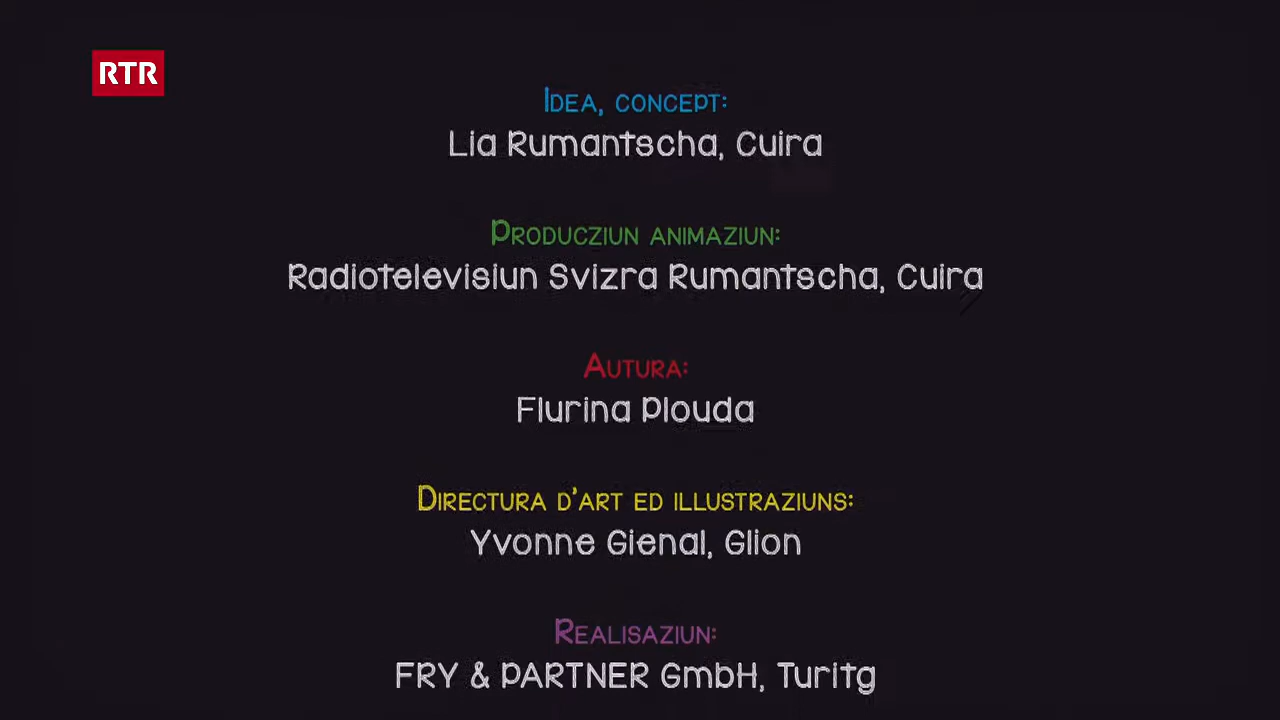 RTR
Idea, concept:
Lia Rumantscha, Cuira
Producziun animaziun:
Radiotelevisiun Svizra Rumantscha, Cuira
Autura:
Flurina Plouda
Directura d'art ed illustraziuns:
Yvonne Gienal, Glion
Realisaziun:
FRY & PARTNER GmbH, Turitg